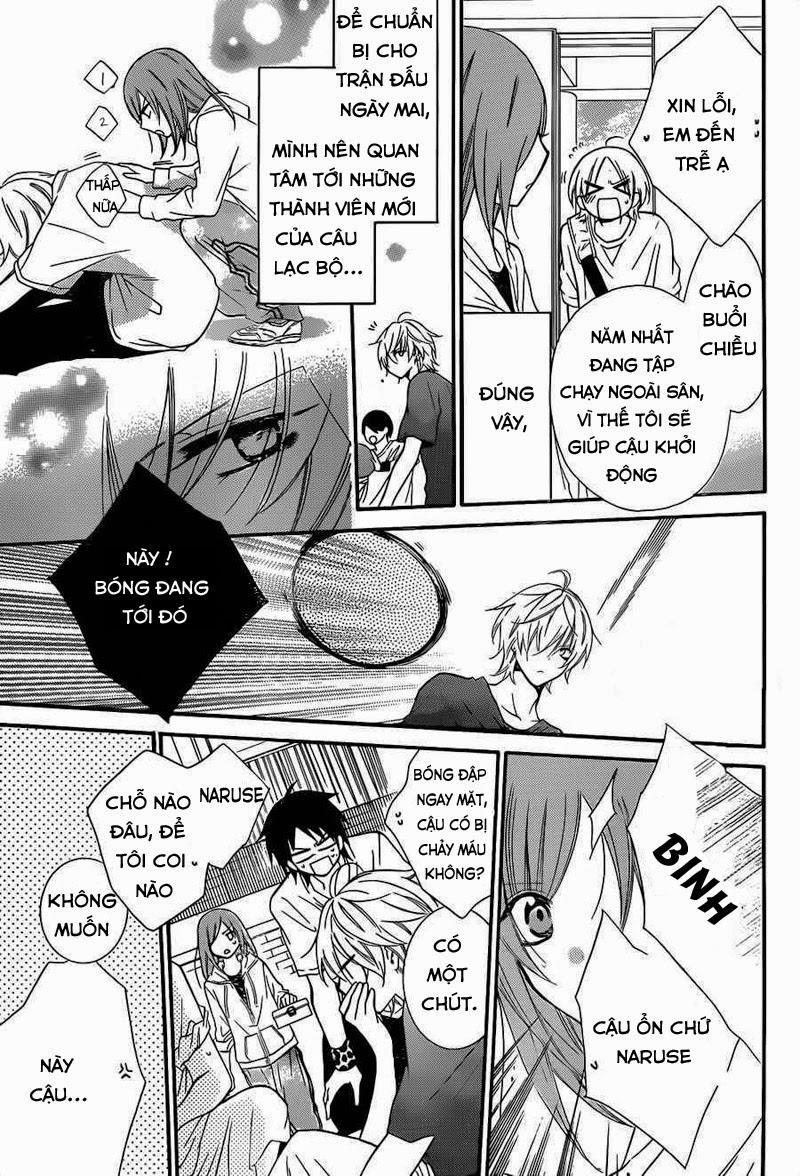 XIN LỖI,
EM ĐẾN
TRỄ Ạ
CHÀO
BUỔI
CHIỀU
NĂM NHẤT
ĐANG TẬP
CHẠY NGOÀI SÂN,
VÌ THẾ TÔI SẼ
GIÚP CẬU KHỞI
ĐỘNG
ĐÚNG
VẬY,
ĐỂ CHUẨN
BỊ CHO
TRẬN ĐẤU
NGÀY MAI,
MÌNH NÊN QUAN
TÂM TỚI NHỮNG
THÀNH VIÊN MỚI
CỦA CÂU
LẠC BỘ...
1
2
THẤP
NỮA
NÀY !
BÓNG ĐANG
TỚI ĐÓ
BINH
CẬU ỔN CHỨ
NARUSE
BÓNG ĐẬP
NGAY MẶT,
CẬU CÓ BỊ
CHẢY MÁU
KHÔNG?
CÓ
MỘT
CHÚT.
NARUSE
CHỖ NÀO
ĐÂU, ĐỂ
TÔI COI
NÀO
KHÔNG
MUỐN
NÀY
CẬU...